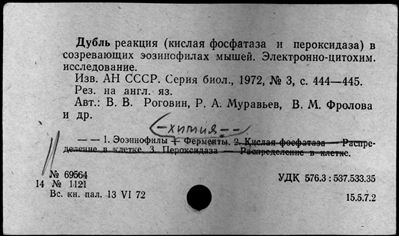 Дубль реакция (кислая фосфатаза и пероксидаза) в
созревающих эозинофилах мышей. Электронно-цитохим.
исследование.
Изв. АН СССР. Серия биол., 1972, № 3, с. 444—445.
Рез. на англ. яз.
Авт.: В. В. Роговин, Р. А. Муравьев, В. М. Фролова
и др.
(-химия--)
— — 1. Эозинофилы + Ферменты. 2. Кислая фосфатаза — Распре-
деление в клетке. 3. Пероксидаза — Распределение в клетке.
№ 69564
14 № 1121
Вс. кн. пал. 13 VI 72
УДК 576.3 : 537.533.35
15.5.7.2